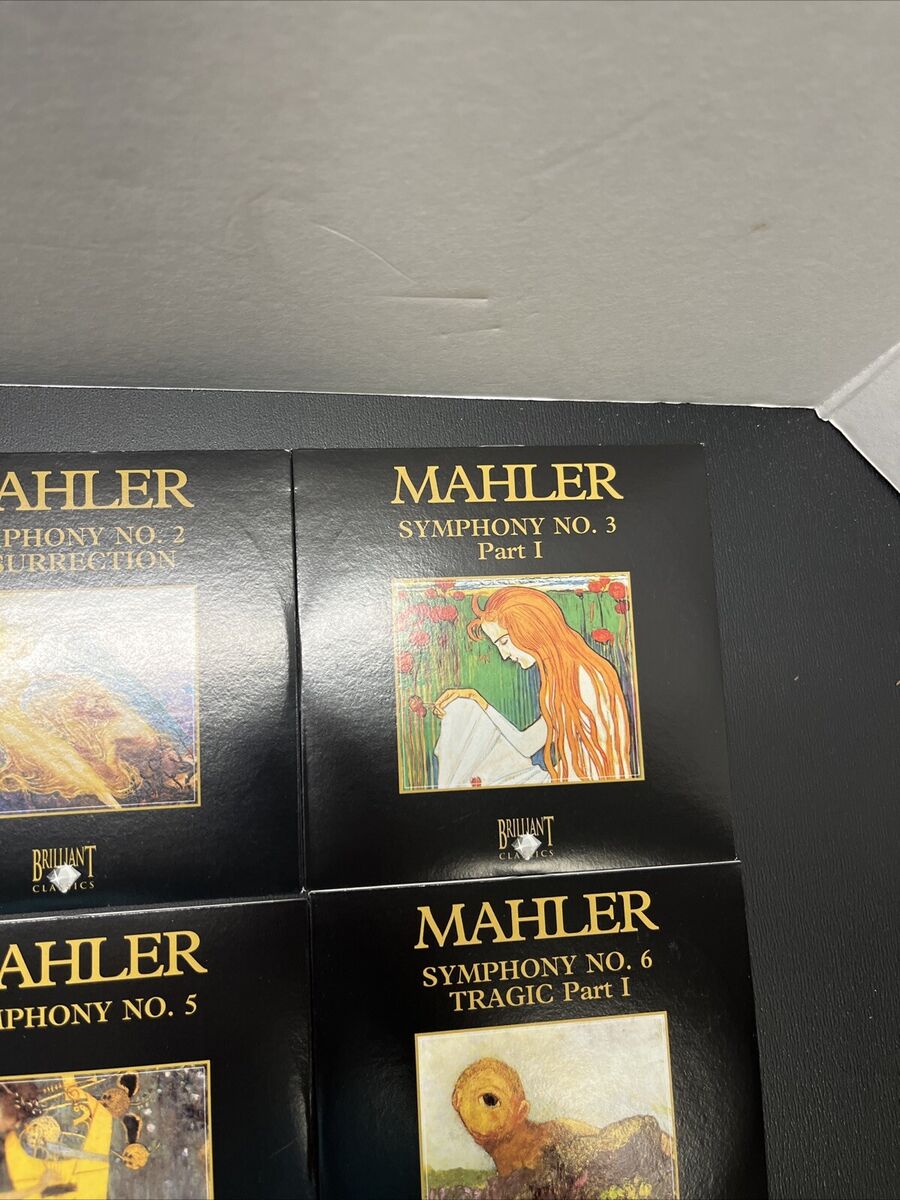 AHLER
PHONY NO. 2
SURRECTION
BRILLIANT
CLASSICS
MAHLER
SYMPHONY NO. 3
Part I
BRILLIANT
CLASSICS
AHLER
PHONY NO. 5
MAHLER
SYMPHONY NO. 6
TRAGIC Part I